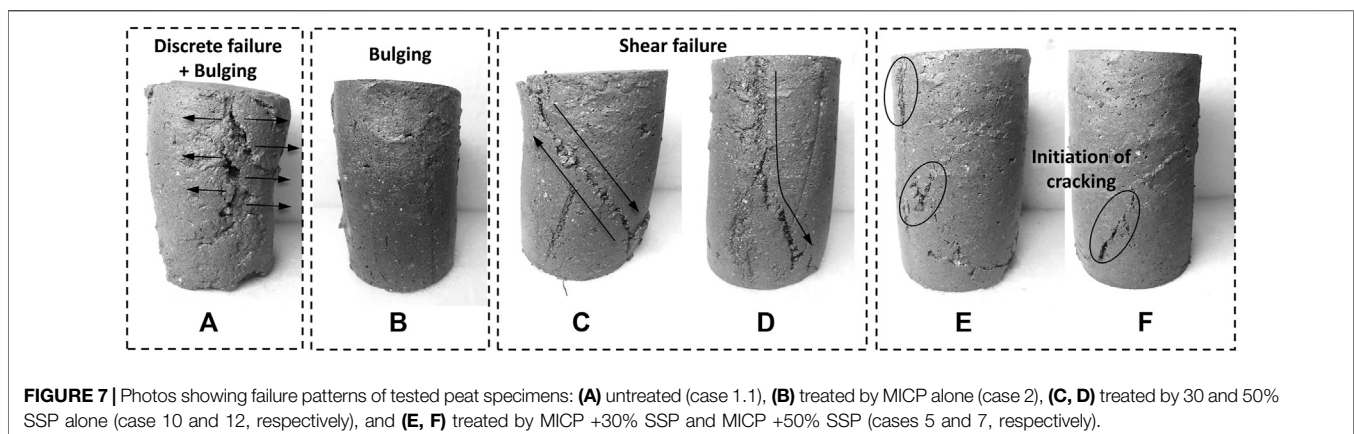 Discrete failure
+ Bulging
Bulging
Shear failure
Initiation of
cracking
A
B
C
D
E
F
FIGURE 7 | Photos showing failure patterns of tested peat specimens: (A) untreated (case 1.1), (B) treated by MICP alone (case 2), (C, D) treated by 30 and 50%
SSP alone (case 10 and 12, respectively), and (E, F) treated by MICP +30% SSP and MICP +50% SSP (cases 5 and 7, respectively).